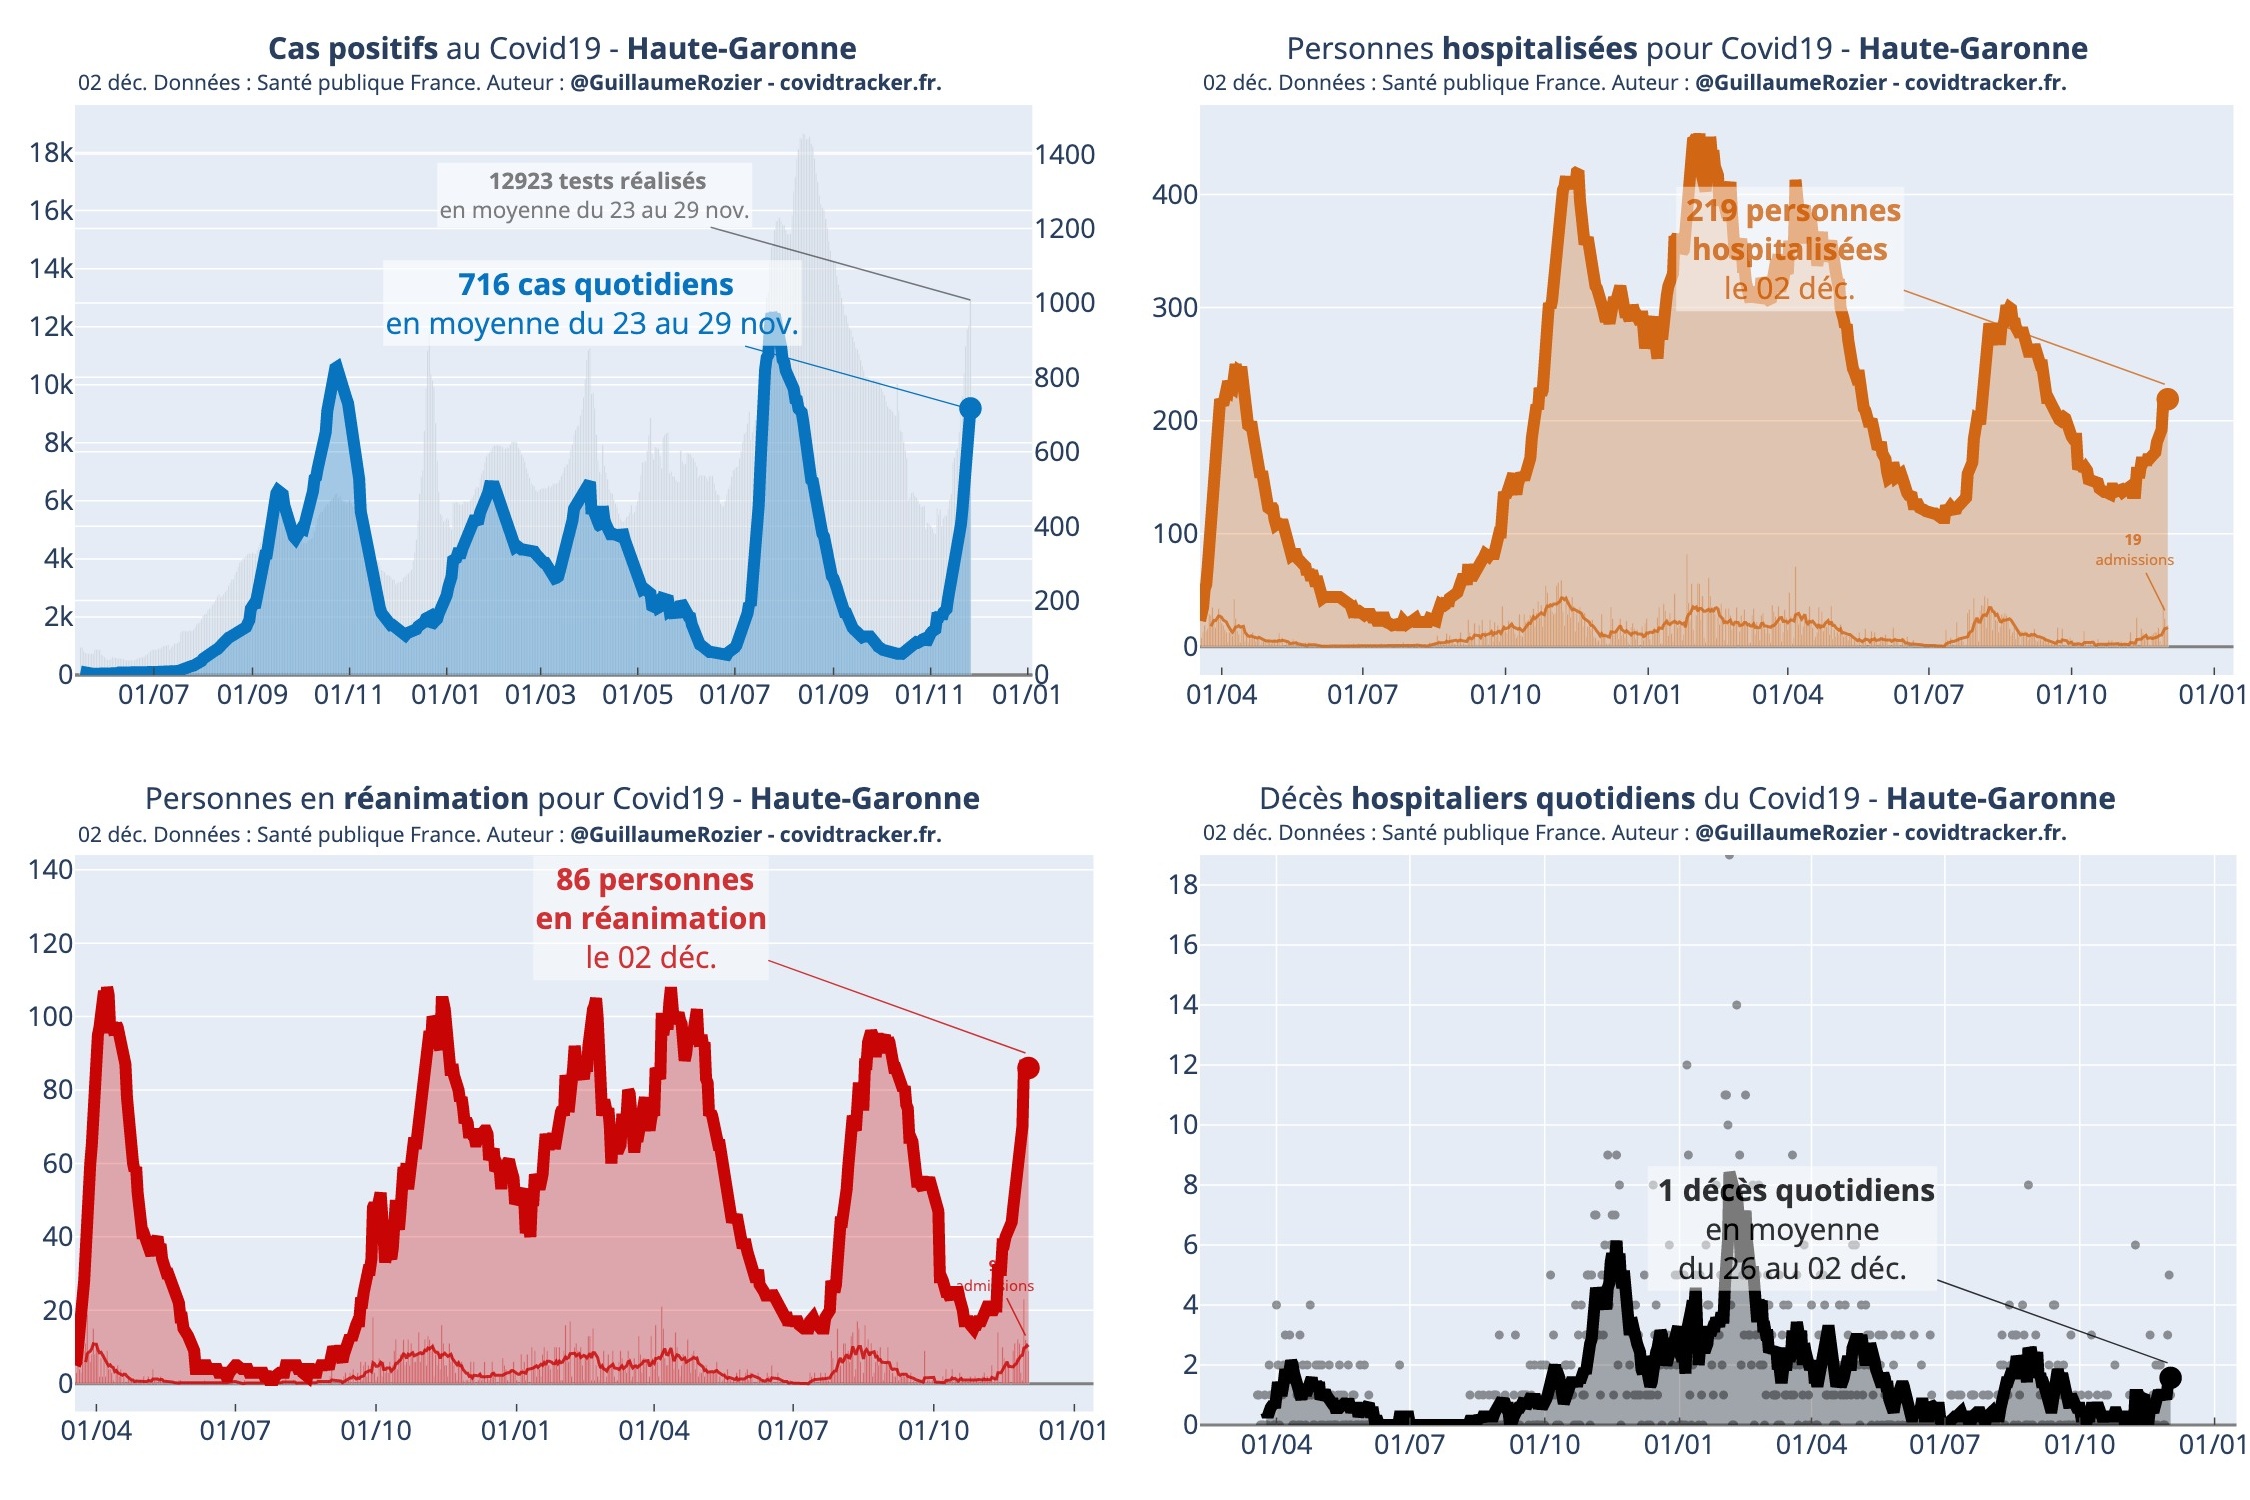 Cas positifs au Covid19 - Haute-Garonne
02 déc. Données : Santé publique France. Auteur : @GuillaumeRozier - covidtracker.fr.
18k
16k
14k
12k
10k
8k
6k
4k
2k
0
1400
1200
1000
800
600
400
200
0
12923 tests réalisés
en moyenne du 23 au 29 nov.
716 cas quotidiens
en moyenne du 23 au 29 nov.
01/07 01/09 01/11 01/01 01/03 01/05 01/07 01/09 01/11 01/01
Personnes hospitalisées pour Covid19 - Haute-Garonne
02 déc. Données : Santé publique France. Auteur : @GuillaumeRozier - covidtracker.fr.
400
300
200
100
0
219 personnes
hospitalisées
le 02 déc.
19
admissions
01/04 01/07 01/10 01/01 01/04 01/07 01/10 01/01
Personnes en réanimation pour Covid19 - Haute-Garonne
02 déc. Données : Santé publique France. Auteur : @GuillaumeRozier - covidtracker.fr.
140
120
100
80
60
40
20
0
86 personnes
en réanimation
le 02 déc.
admissions
01/04 01/07 01/10 01/01 01/04 01/07 01/10 01/01
Décès hospitaliers quotidiens du Covid19 - Haute-Garonne
02 déc. Données : Santé publique France. Auteur : @GuillaumeRozier - covidtracker.fr.
18
16
14
12
10
8
6
4
2
0
1 décès quotidiens
en moyenne
du 26 au 02 déc.
01/04 01/07 01/10 01/01 01/04 01/07 01/10 01/01